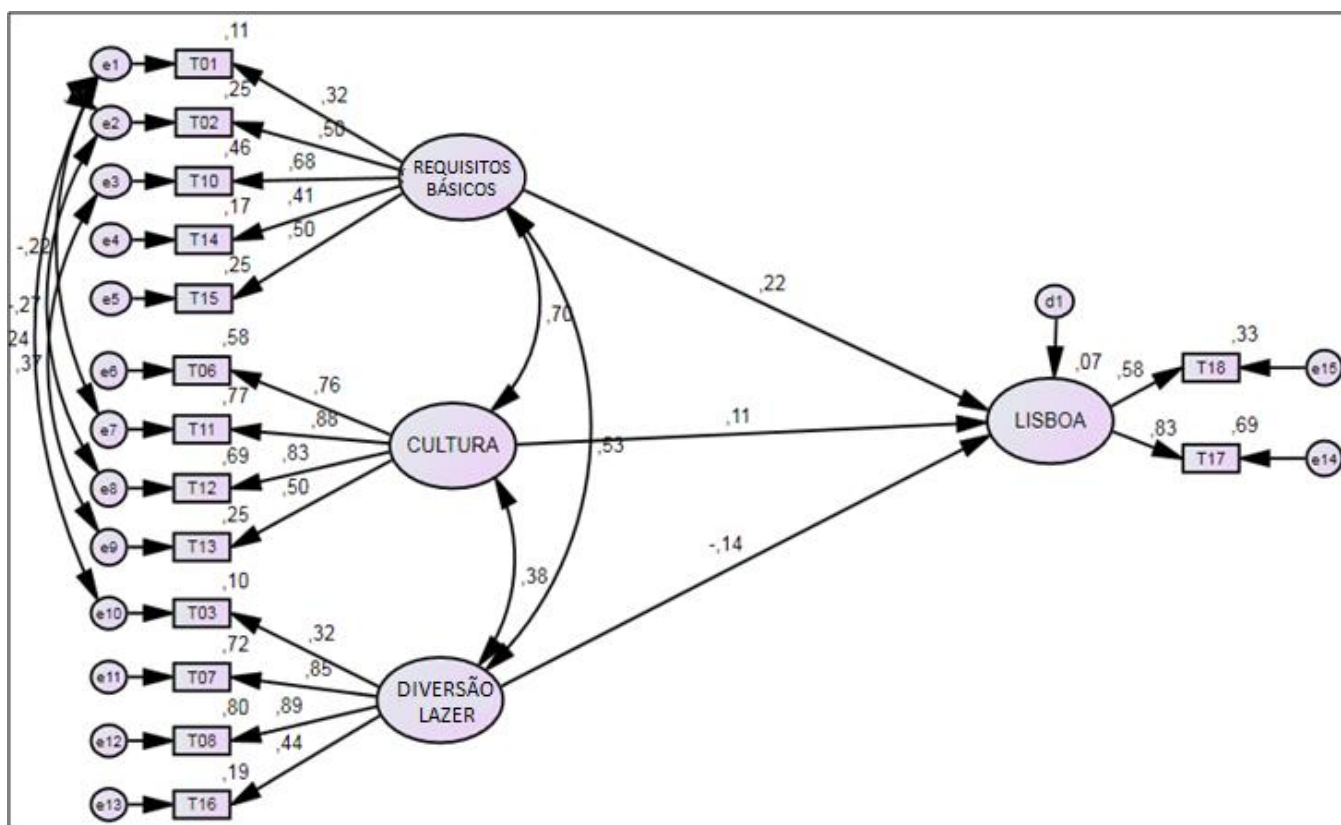 ,11
e1
T01
,32
,25
e2
T02
,50
,46
e3
T10
,68
,17
e4
T14
,41
,25
e5
T15
,50
REQUISITOS
BÁSICOS
-,22
-,27
24
,37
,58
e6
T06
,76
,77
e7
T11
,88
,69
e8
T12
,83
,25
e9
T13
,50
CULTURA
,10
e10
T03
,32
,72
e11
T07
,85
,80
e12
T08
,89
,19
e13
T16
,44
DIVERSÃO
LAZER
,70
,53
,38
,22
,11
-,14
d1
,07
LISBOA
,58
,33
T18
e15
,83
,69
T17
e14